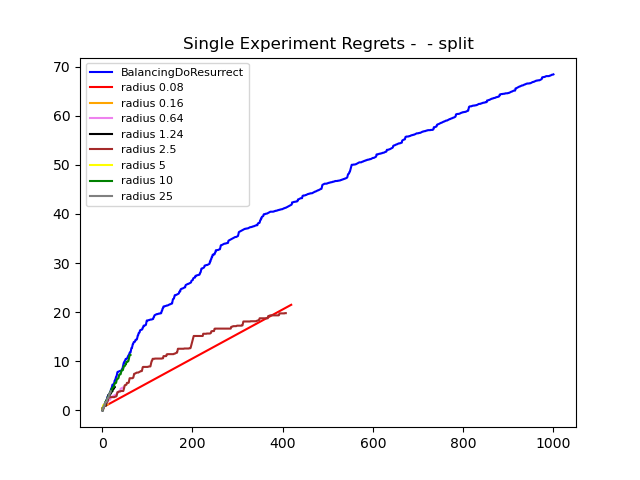 Single Experiment Regrets -  - split
BalancingDoResurrect
radius 0.08
radius 0.16
radius 0.64
radius 1.24
radius 2.5
radius 5
radius 10
radius 25
70
60
50
40
30
20
10
0
0 200 400 600 800 1000